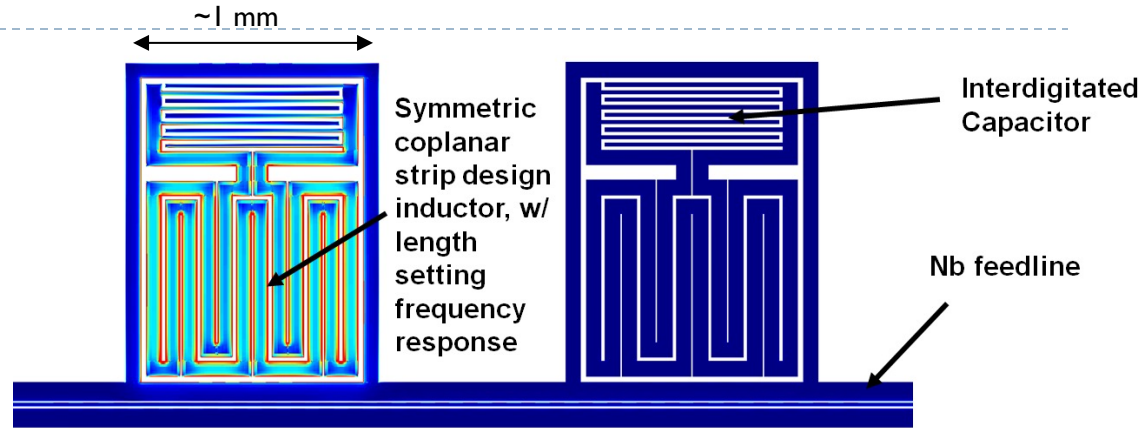 ~1 mm
Symmetric
coplanar
strip design
inductor, w/
length
setting
frequency
response
Interdigitated
Capacitor
Nb feedline